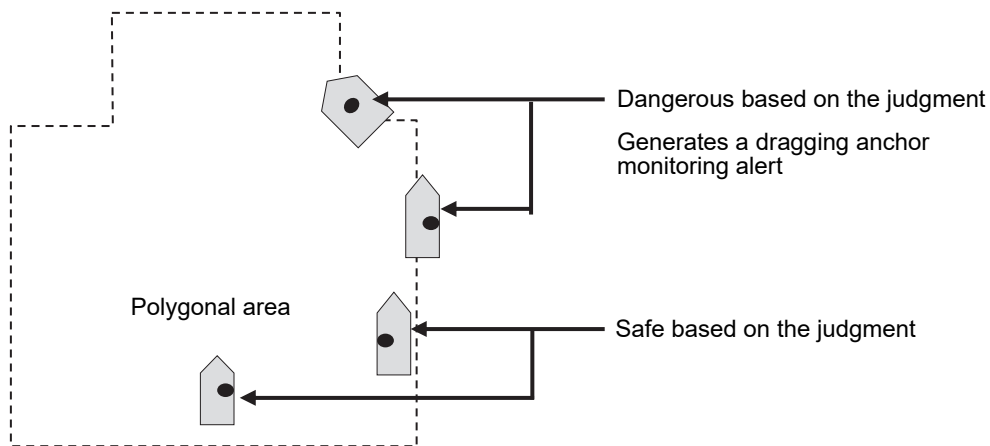 Dangerous based on the judgment
Generates a dragging anchor
monitoring alert
Polygonal area
Safe based on the judgment